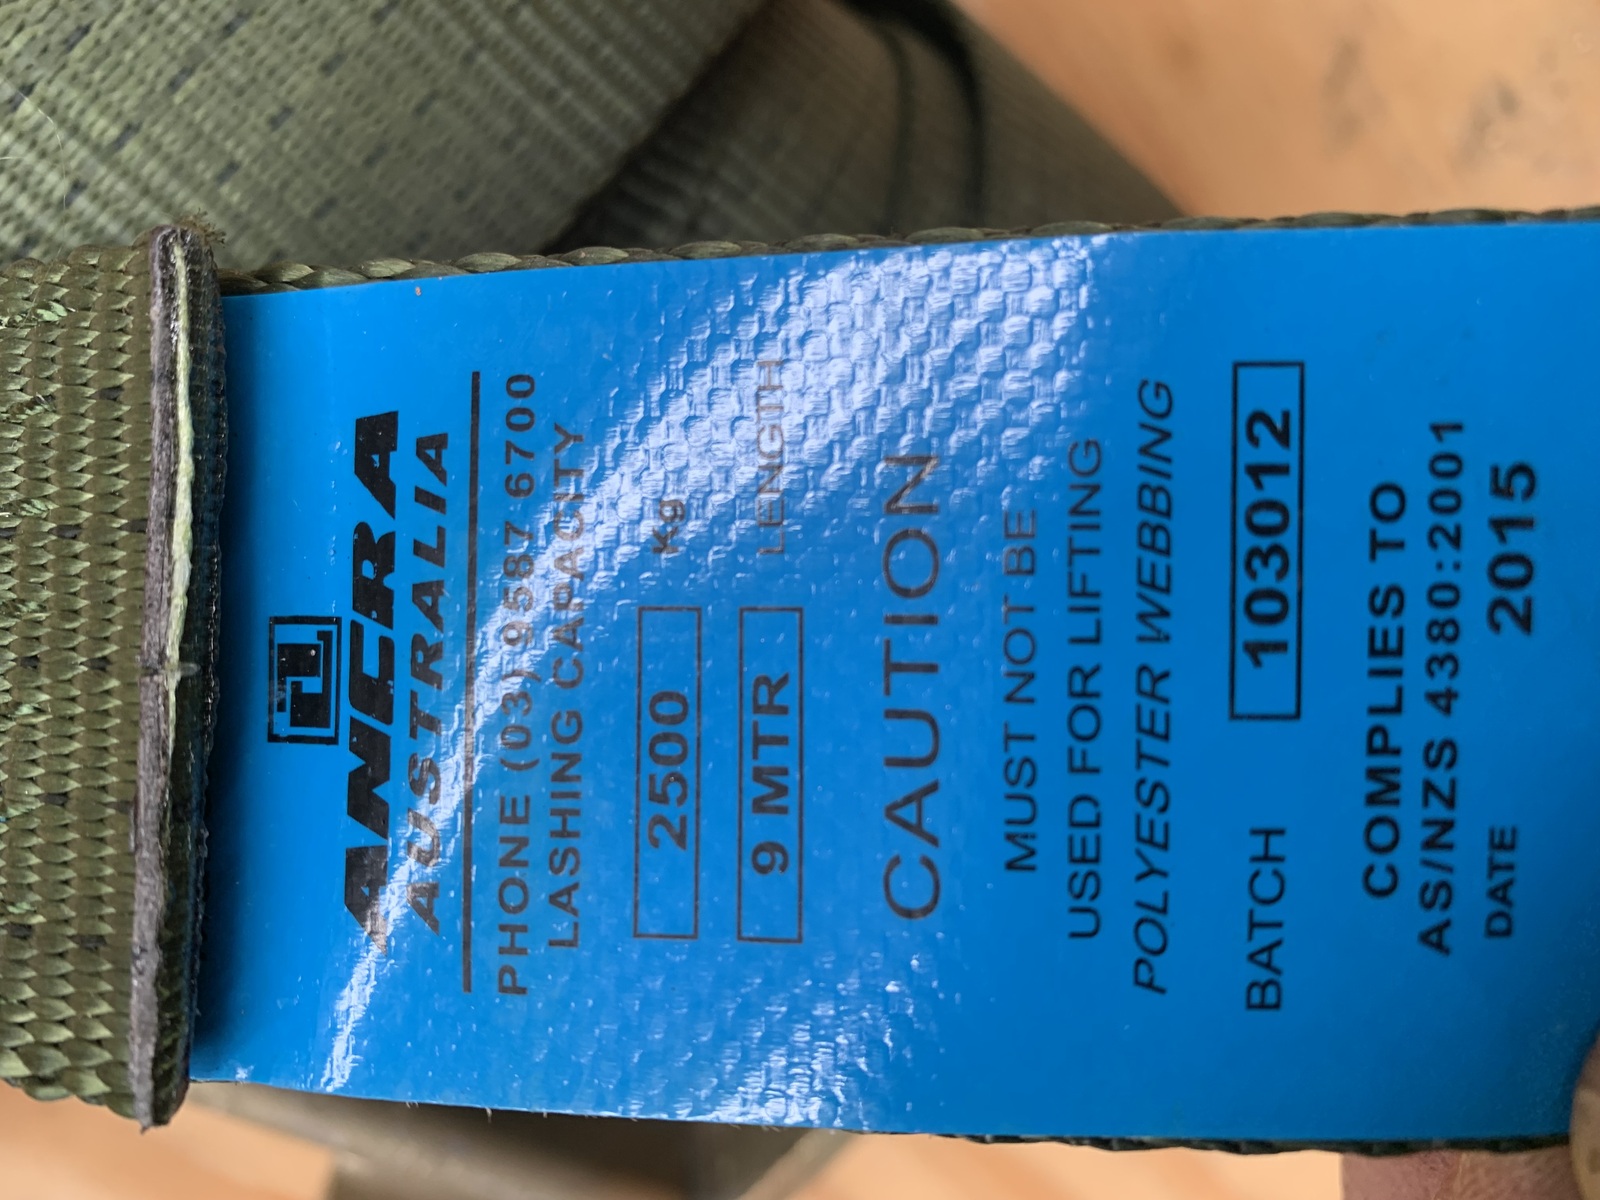 ANCRA
AUSTRALIA
PHONE (03) 9587 6700
LASHING CAPACITY
2500 Kg
9 MTR LENGTH
CAUTION
MUST NOT BE
USED FOR LIFTING
POLYESTER WEBBING
BATCH 103012
COMPLIES TO
AS/NZS 4380:2001
DATE 2015